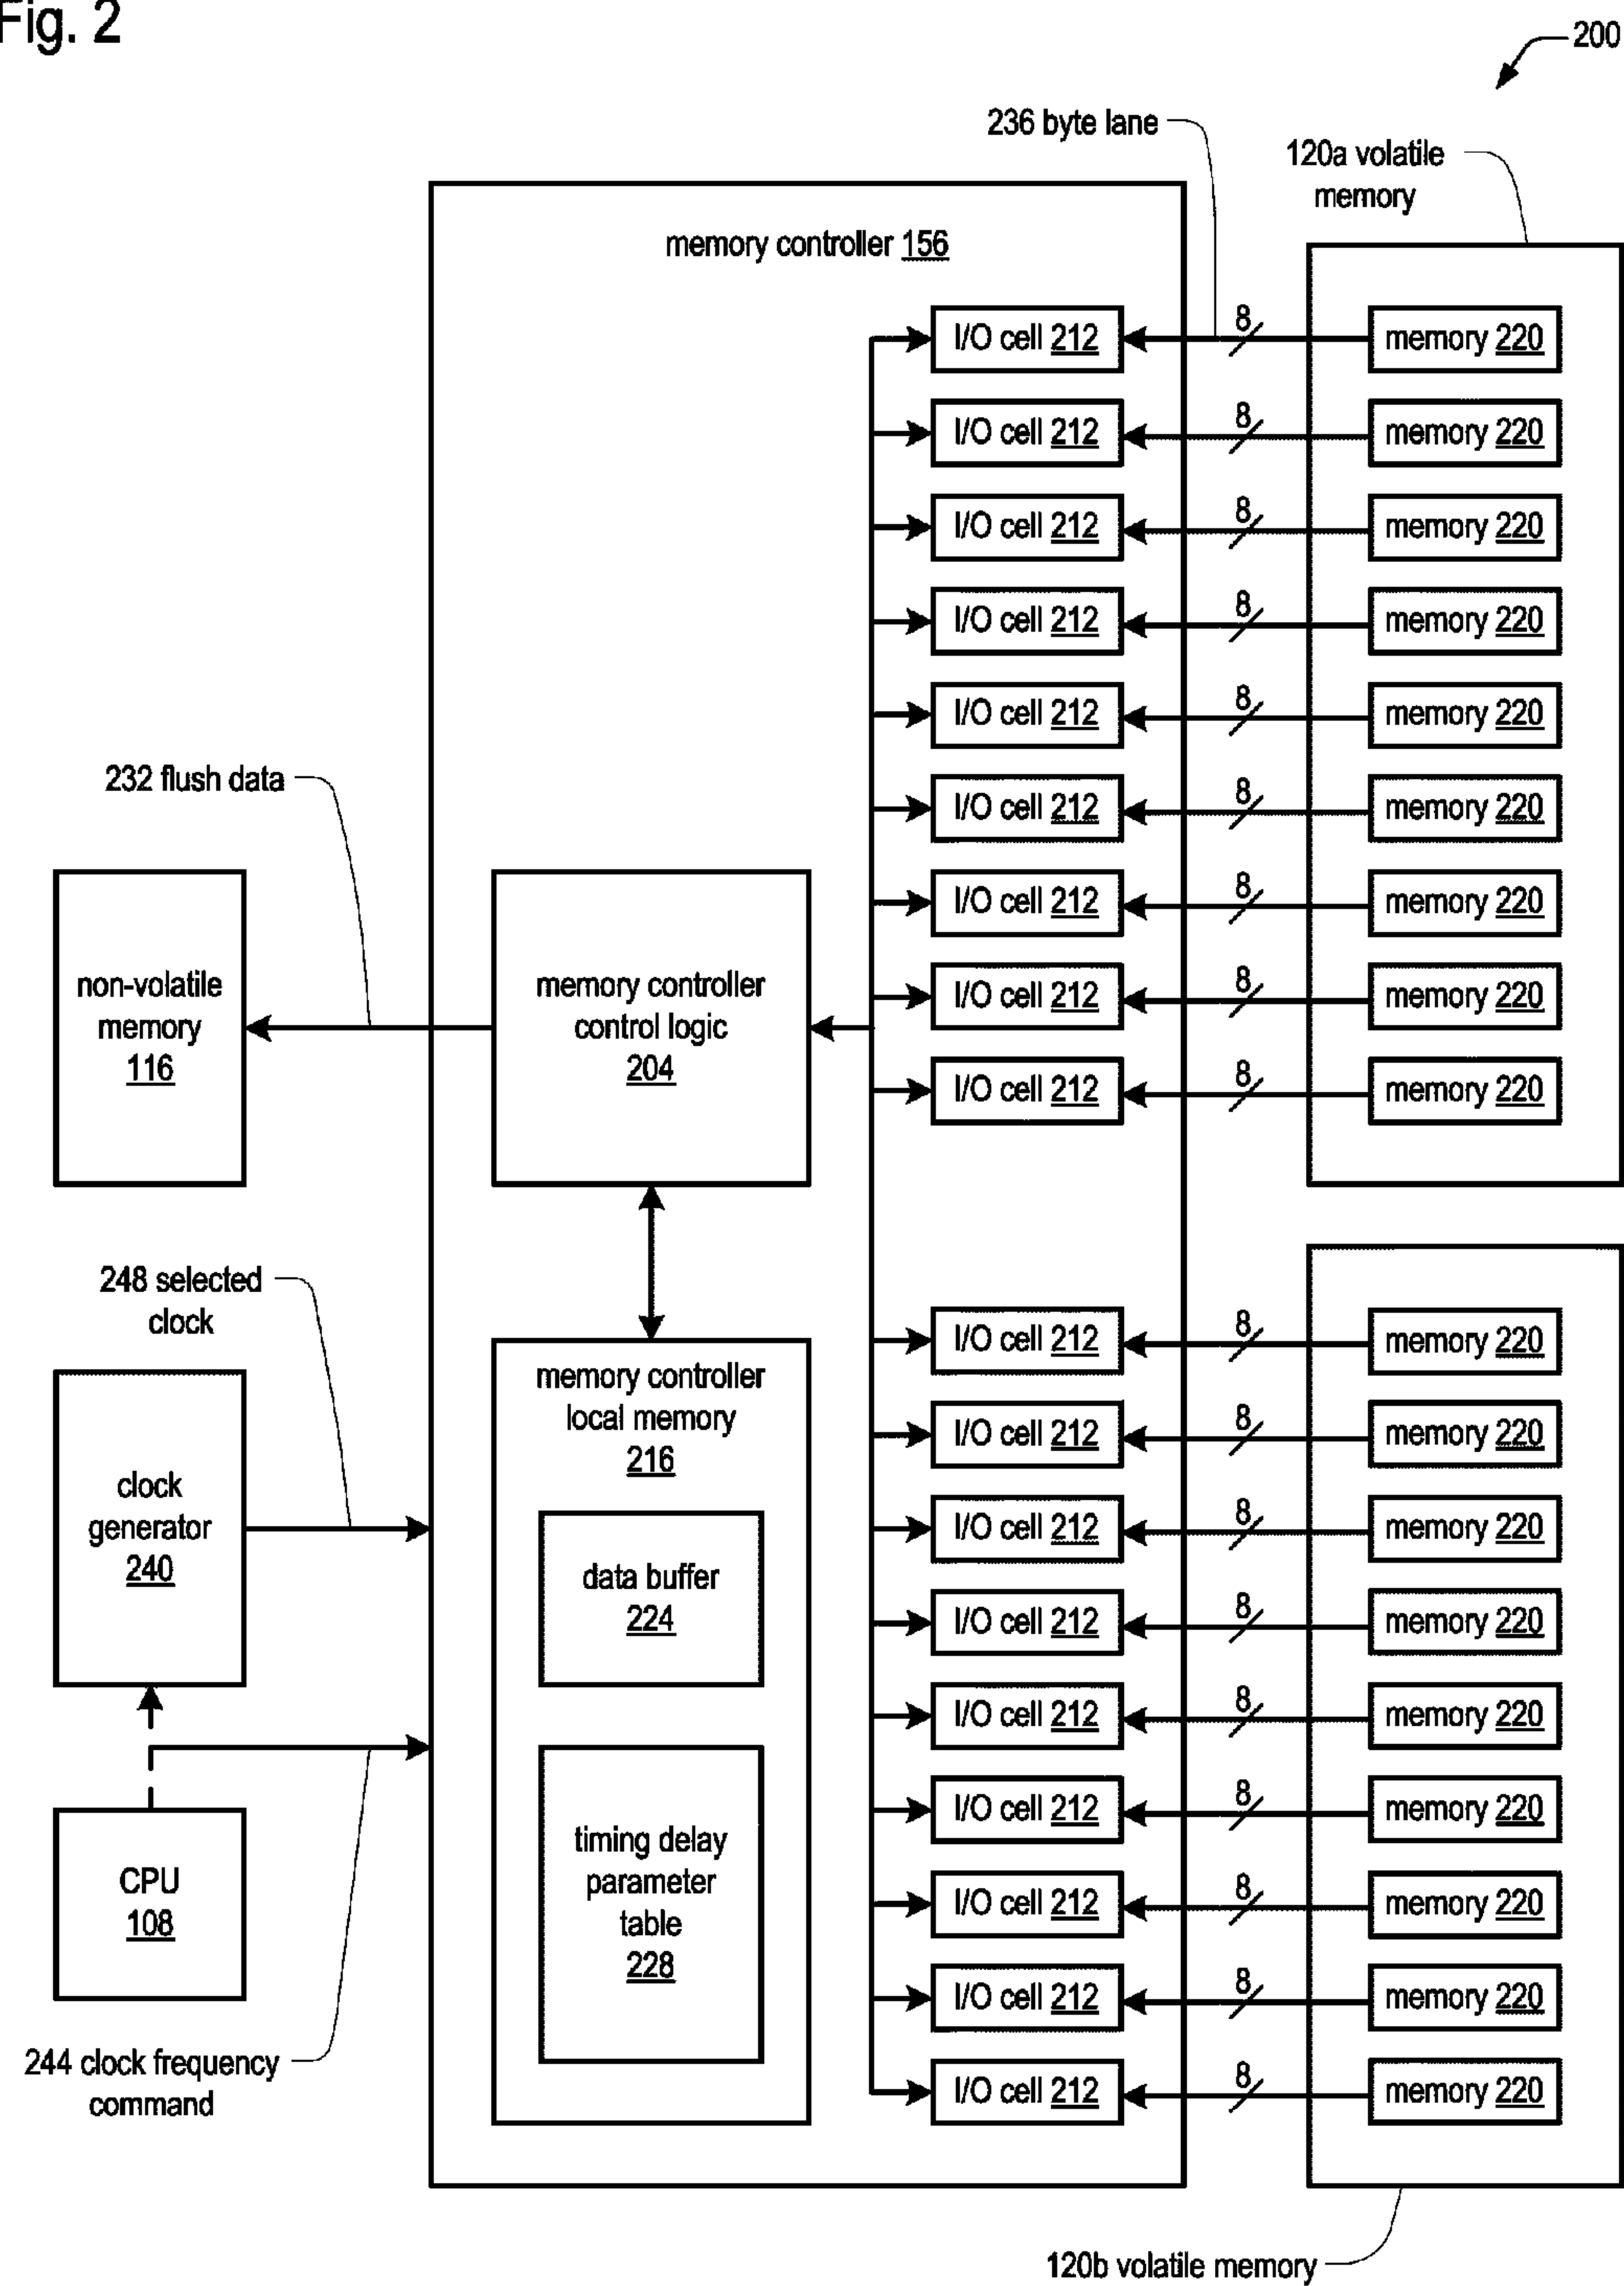 Fig. 2
200
236 byte lane
120a volatile
memory
memory controller 156
I/O cell 212
8
memory 220
I/O cell 212
8
memory 220
I/O cell 212
8
memory 220
I/O cell 212
8
memory 220
I/O cell 212
8
memory 220
232 flush data
I/O cell 212
8
memory 220
I/O cell 212
8
memory 220
I/O cell 212
8
memory 220
I/O cell 212
8
memory 220
non-volatile
memory
116
memory controller
control logic
204
248 selected
clock
I/O cell 212
8
memory 220
I/O cell 212
8
memory 220
I/O cell 212
8
memory 220
I/O cell 212
8
memory 220
I/O cell 212
8
memory 220
I/O cell 212
8
memory 220
I/O cell 212
8
memory 220
I/O cell 212
8
memory 220
I/O cell 212
8
memory 220
memory controller
local memory
216
clock
generator
240
data buffer
224
timing delay
parameter
table
228
CPU
108
244 clock frequency
command
120b volatile memory